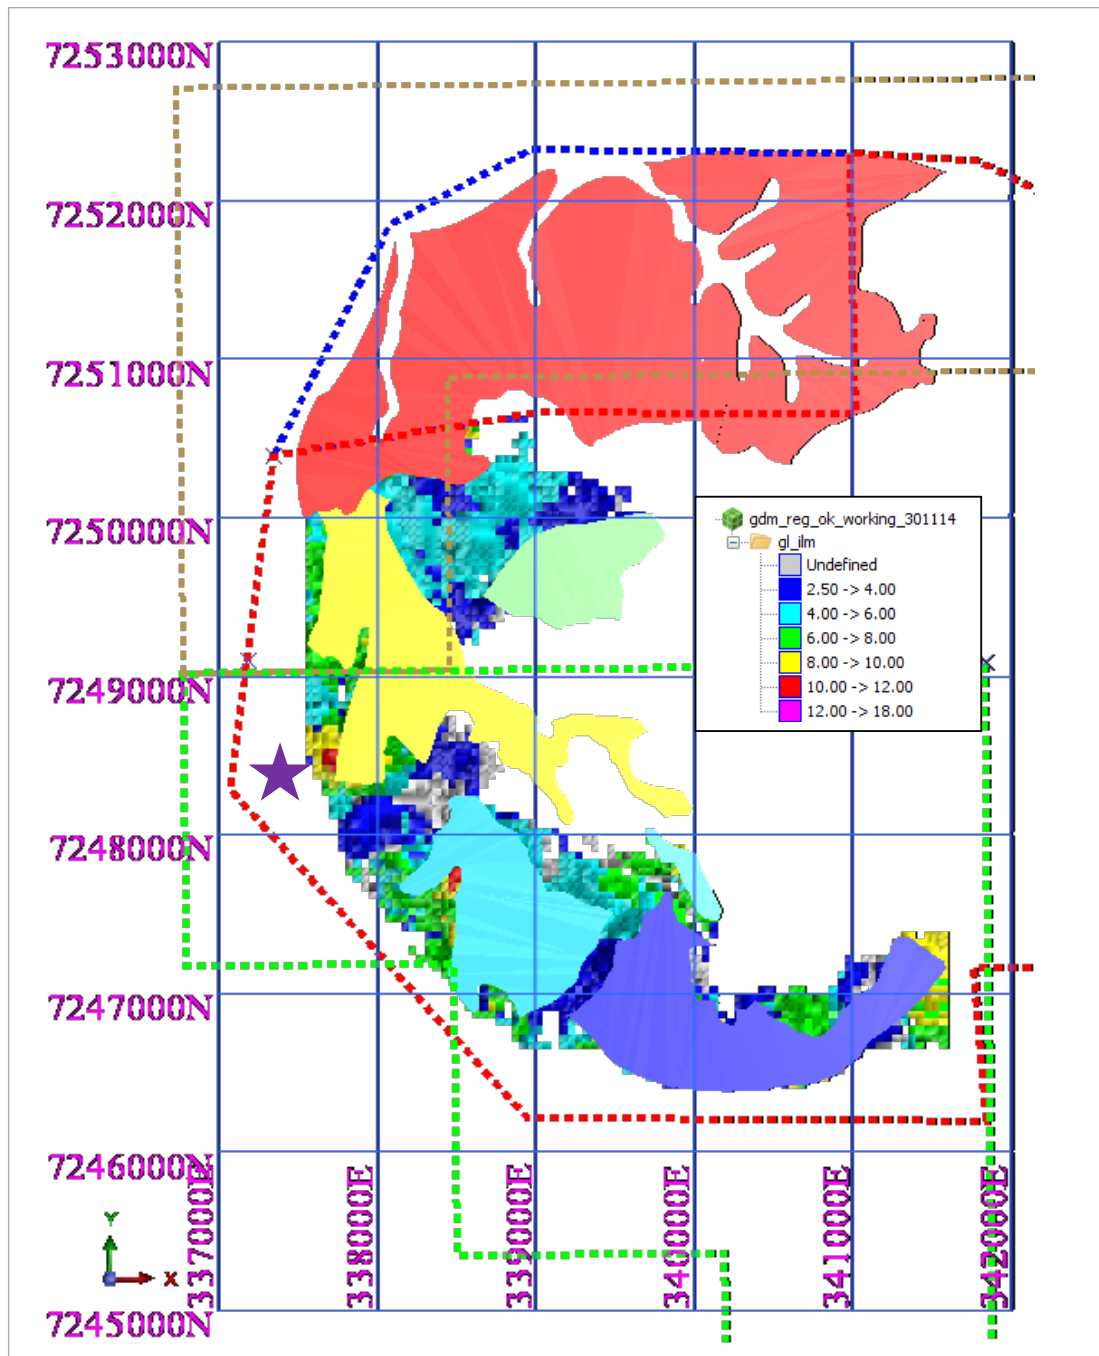 7253000N
7252000N
7251000N
7250000N
gdm_reg_ok_working_301114
gl_ilm
Undefined
2.50 -> 4.00
4.00 -> 6.00
6.00 -> 8.00
8.00 -> 10.00
10.00 -> 12.00
12.00 -> 18.00
7249000N
7248000N
7247000N
7246000N
337000E
338000E
339000E
340000E
341000E
342000E
Y
X
7245000N